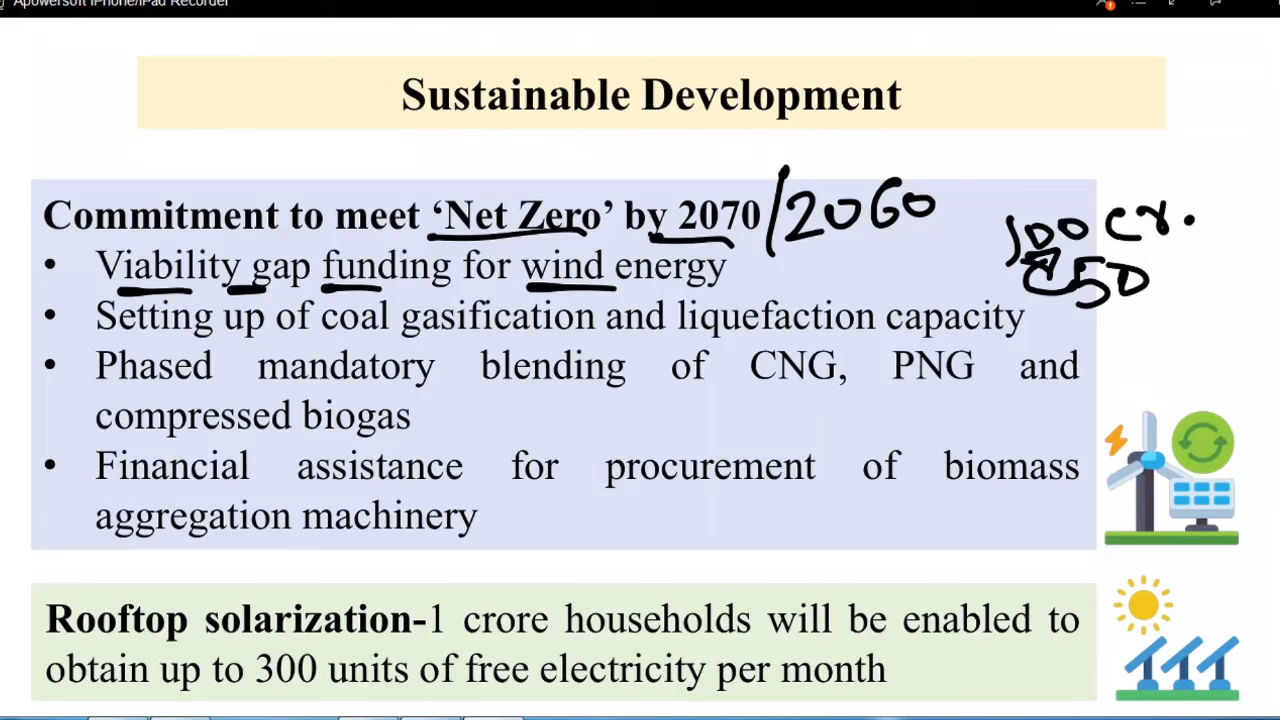 Apowersoft iPhone/iPad Recorder
Sustainable Development
Commitment to meet ‘Net Zero’ by 2070 /2060
100 Cr.
• Viability gap funding for wind energy
50
• Setting up of coal gasification and liquefaction capacity
• Phased mandatory blending of CNG, PNG and
compressed biogas
• Financial assistance for procurement of biomass
aggregation machinery
Rooftop solarization-1 crore households will be enabled to
obtain up to 300 units of free electricity per month